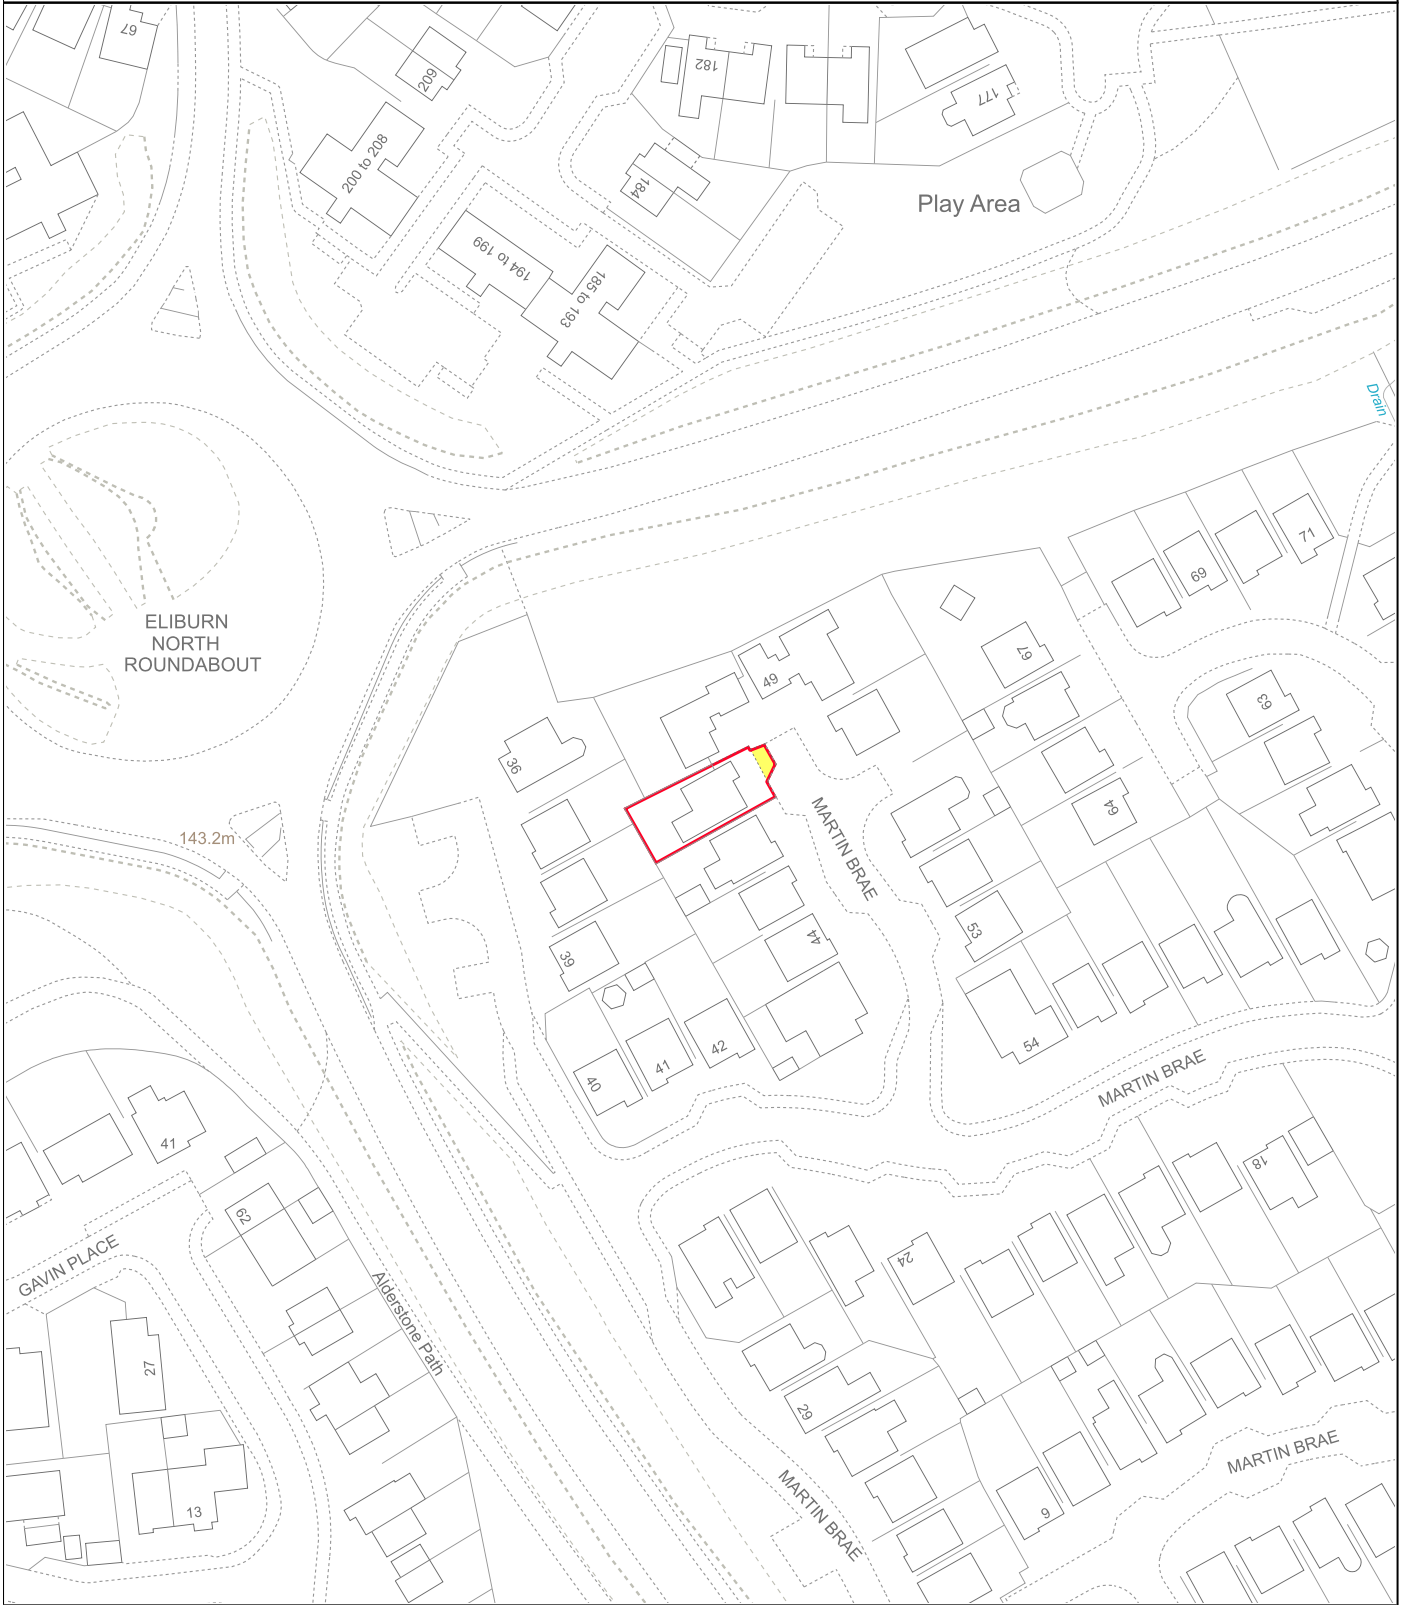 67
209
182
177
200 to 208
184
Play Area
194 to 199
185 to 193
Drain
71
69
ELIBURN
NORTH
ROUNDABOUT
67
49
63
36
64
143.2m
MARTIN BRAE
53
44
39
54
42
41
40
MARTIN BRAE
41
18
62
GAVIN PLACE
24
Alderstone Path
27
29
MARTIN BRAE
13
MARTIN BRAE
9